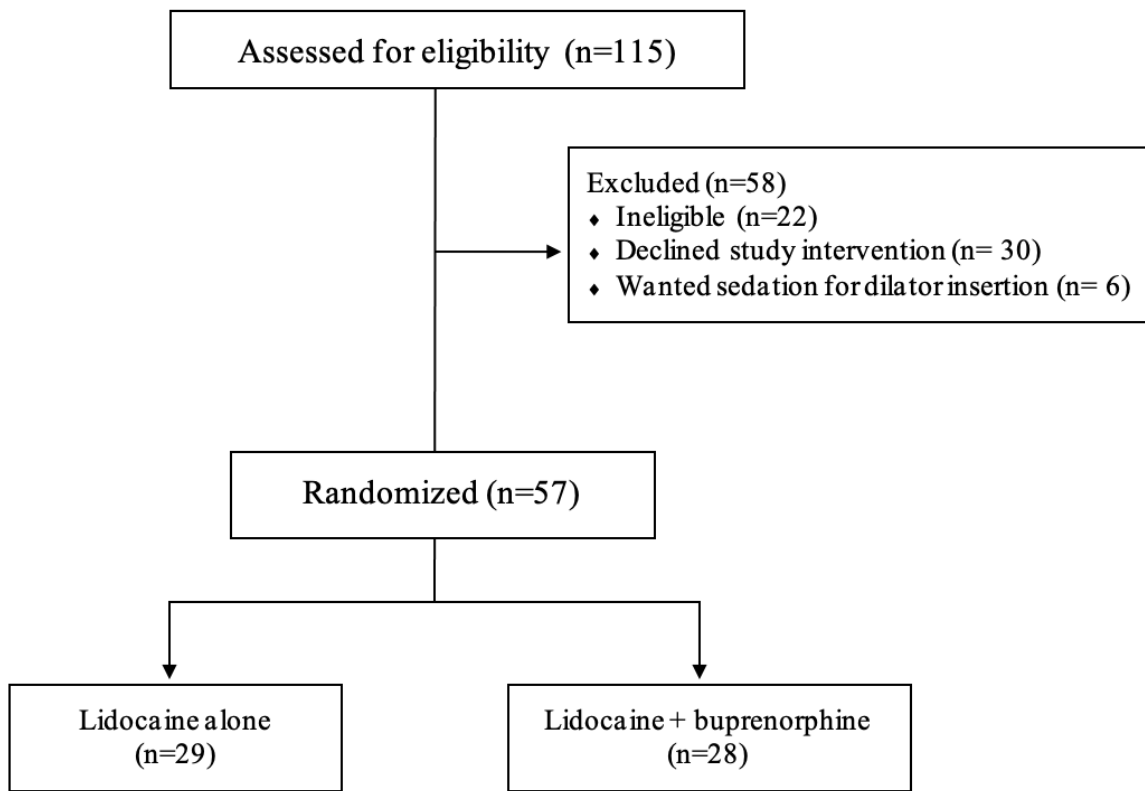 Assessed for eligibility (n=115)
Excluded (n=58)
⬧ Ineligible (n=22)
⬧ Declined study intervention (n= 30)
⬧ Wanted sedation for dilator insertion (n= 6)
Randomized (n=57)
Lidocaine alone
(n=29)
Lidocaine + buprenorphine
(n=28)